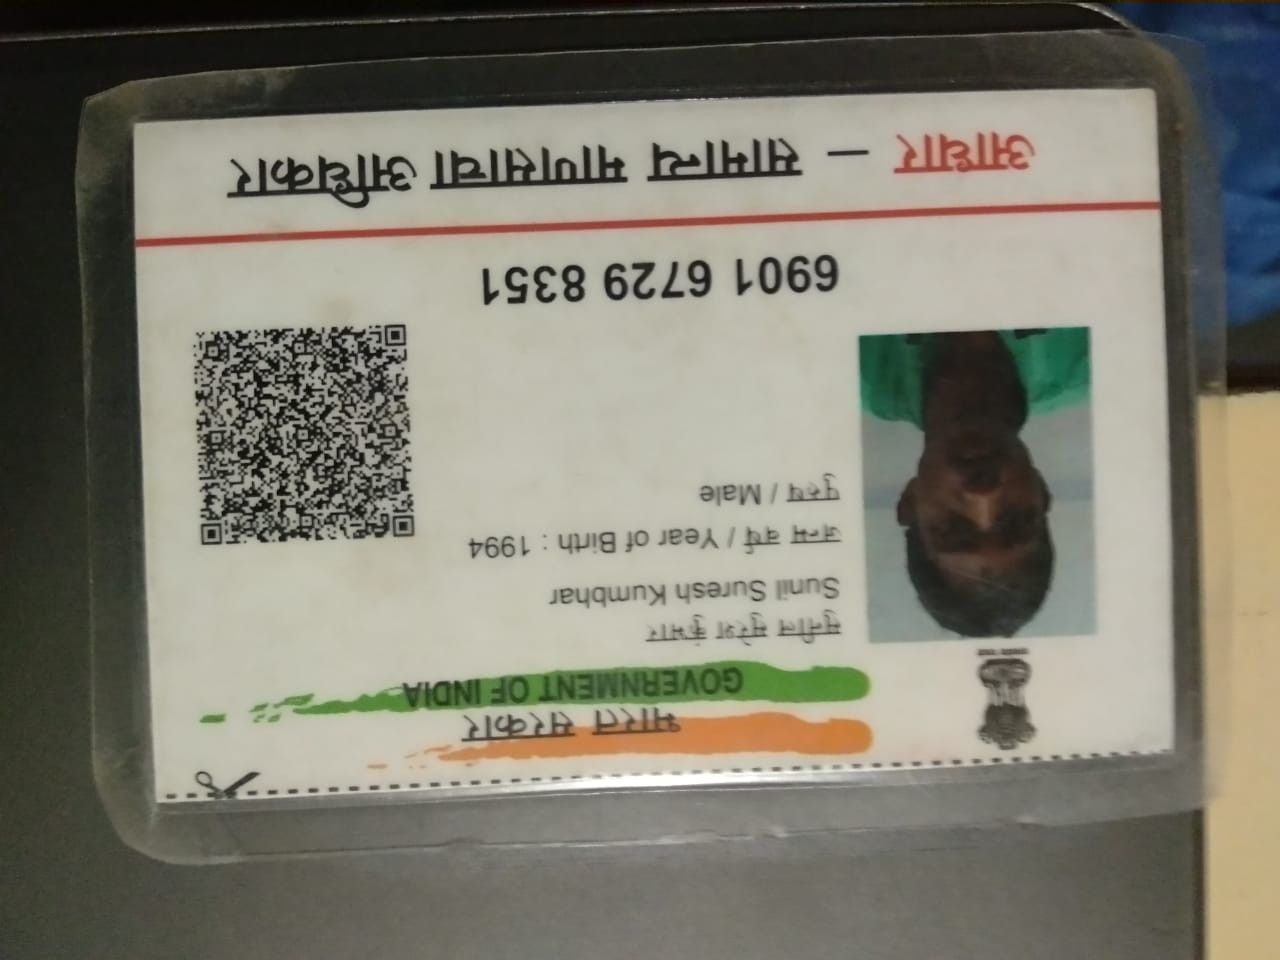 भारत सरकार
GOVERNMENT OF INDIA
सुनील सुरेश कुंभार
Sunil Suresh Kumbhar
जन्म वर्ष / Year of Birth : 1994
पुरुष / Male
6901 6729 8351
आधार — सामान्य माणसाचा अधिकार